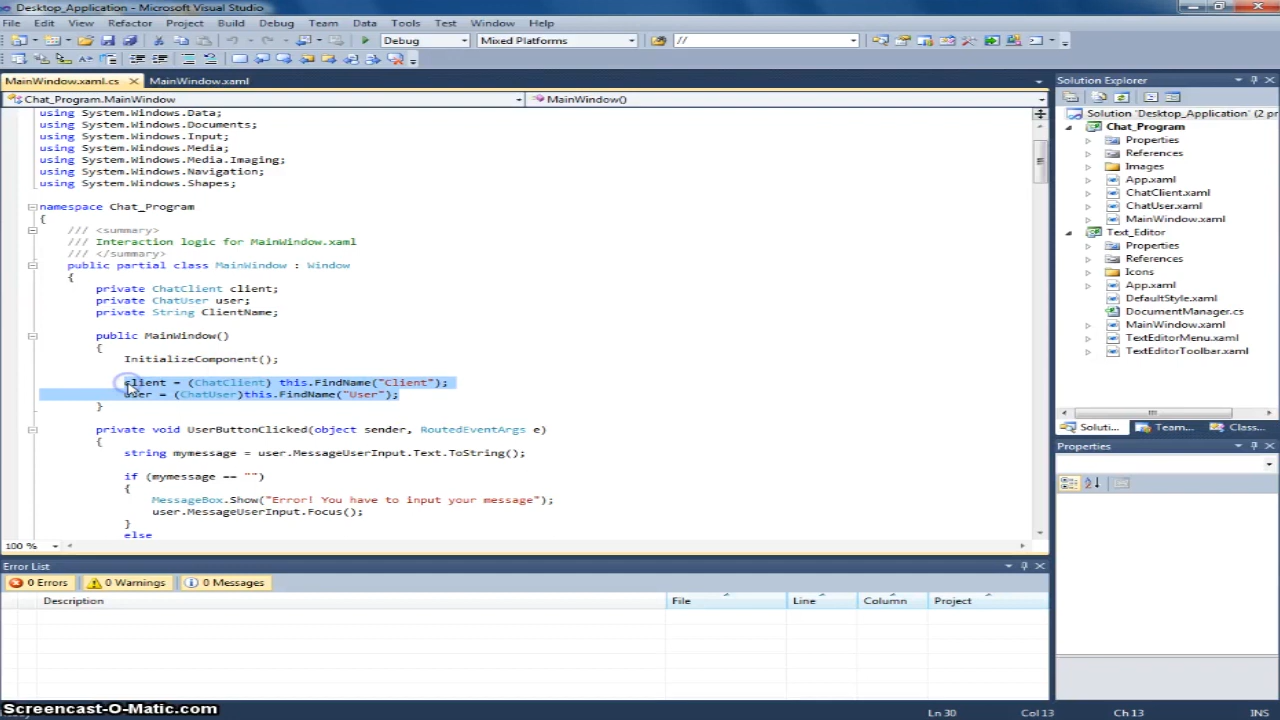 Desktop_Application - Microsoft Visual Studio
File Edit View Refactor Project Build Debug Team Data Tools Test Window Help
Debug Mixed Platforms //
MainWindow.xaml.cs MainWindow.xaml
Chat_Program.MainWindow MainWindow()
using System.Windows.Data;
using System.Windows.Documents;
using System.Windows.Input;
using System.Windows.Media;
using System.Windows.Media.Imaging;
using System.Windows.Navigation;
using System.Windows.Shapes;
namespace Chat_Program
{
/// <summary>
/// Interaction logic for MainWindow.xaml
/// </summary>
public partial class MainWindow : Window
{
private ChatClient client;
private ChatUser user;
private String ClientName;
public MainWindow()
{
InitializeComponent();
client = (ChatClient) this.FindName("Client");
user = (ChatUser)this.FindName("User");
}
private void UserButtonClicked(object sender, RoutedEventArgs e)
{
string mymessage = user.MessageUserInput.Text.ToString();
if (mymessage == "")
{
MessageBox.Show("Error! You have to input your message");
user.MessageUserInput.Focus();
}
else
100 %
Error List
0 Errors 0 Warnings 0 Messages
Description File Line Column Project
Solution Explorer
Solution 'Desktop_Application' (2 pr
Chat_Program
Properties
References
Images
App.xaml
ChatClient.xaml
ChatUser.xaml
MainWindow.xaml
Text_Editor
Properties
References
Icons
App.xaml
DefaultStyle.xaml
DocumentManager.cs
MainWindow.xaml
TextEditorMenu.xaml
TextEditorToolbar.xaml
Soluti... Team... Class...
Properties
Screencast-O-Matic.com
Ln 30 Col 13 Ch 13 INS